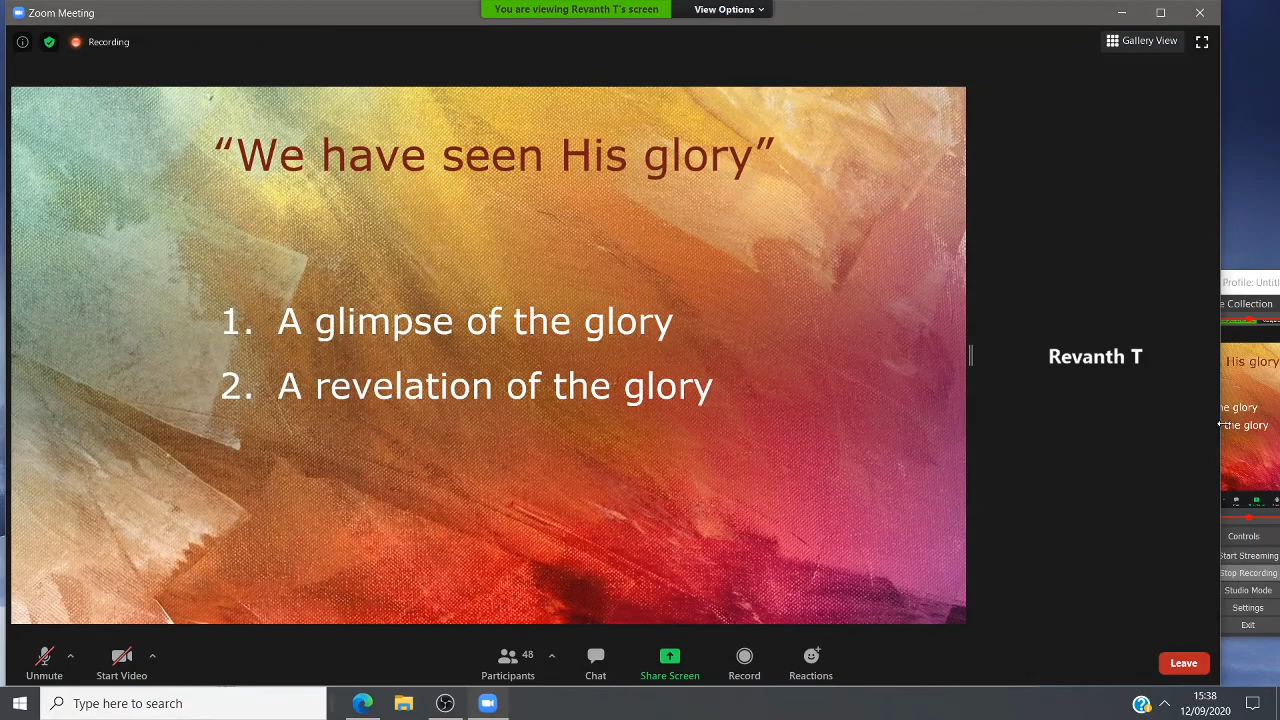 Zoom Meeting
You are viewing Revanth T's screen
View Options
Recording
Gallery View
“We have seen His glory”
1. A glimpse of the glory
2. A revelation of the glory
Revanth T
Profile: Untitl
e Collection
His glory
he glory
the glory
Controls
Start Streaming
Stop Recording
Studio Mode
Settings
Exit
Unmute
Start Video
48
Participants
Chat
Share Screen
Record
Reactions
Leave
Type here to search
15:38
12/09/2020